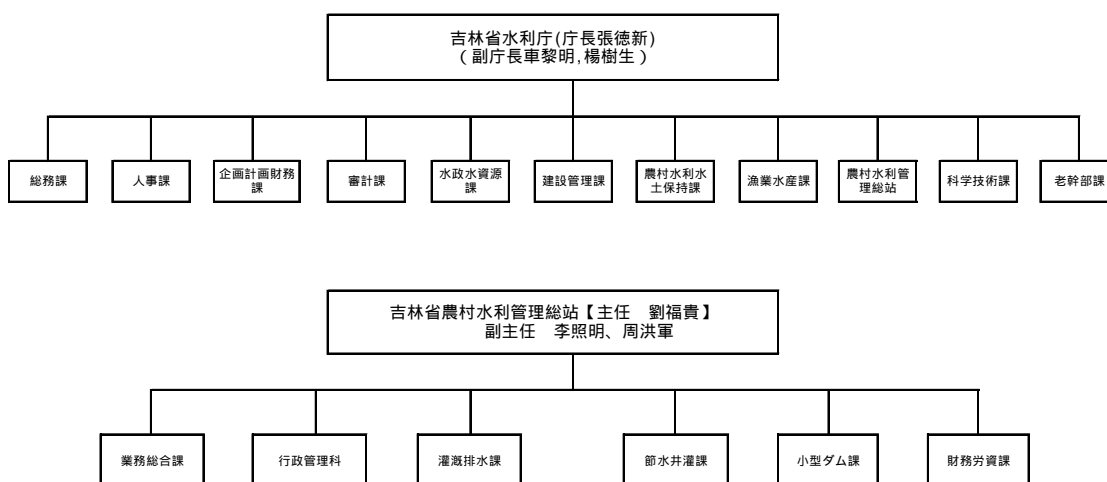 吉林省水利庁(庁長張徳新)
(副庁長車黎明,楊樹生)
総務課
人事課
企画計画財務
課
審計課
水政水資源
課
建設管理課
農村水利水
土保持課
漁業水産課
農村水利管
理総站
科学技術課
老幹部課
吉林省農村水利管理総站【主任 劉福貴】
副主任 李照明、周洪軍
業務総合課
行政管理科
灌漑排水課
節水井灌課
小型ダム課
財務労資課